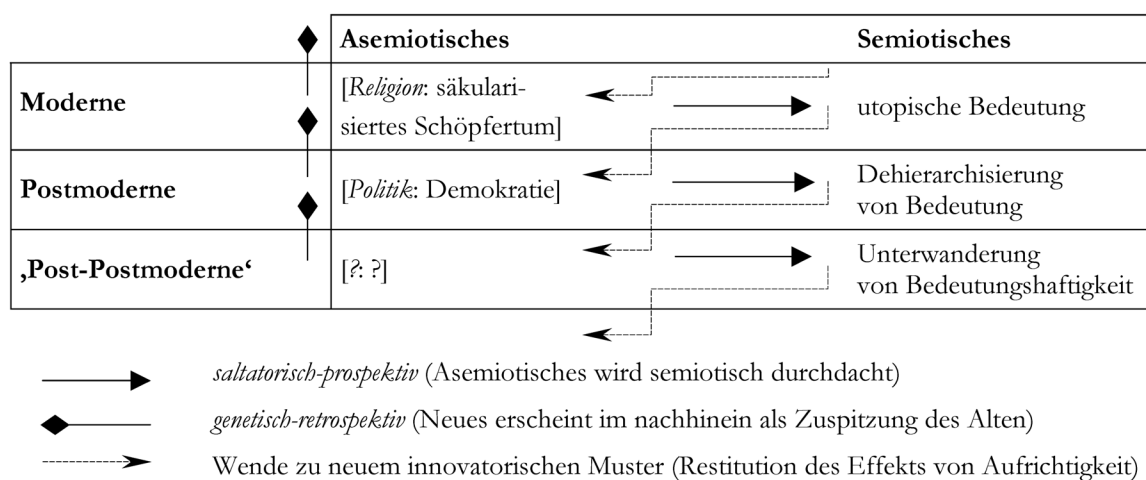 Asemiotisches Semiotisches
Moderne [Religion: säkulari-
siertes Schöpfertum] utopische Bedeutung
Postmoderne [Politik: Demokratie] Dehierarchisierung
von Bedeutung
‚Post-Postmoderne‘ [?: ?] Unterwanderung
von Bedeutungshaftigkeit
saltatorisch-prospektiv (Asemiotisches wird semiotisch durchdacht)
genetisch-retrospektiv (Neues erscheint im nachhinein als Zuspitzung des Alten)
Wende zu neuem innovatorischen Muster (Restitution des Effekts von Aufrichtigkeit)